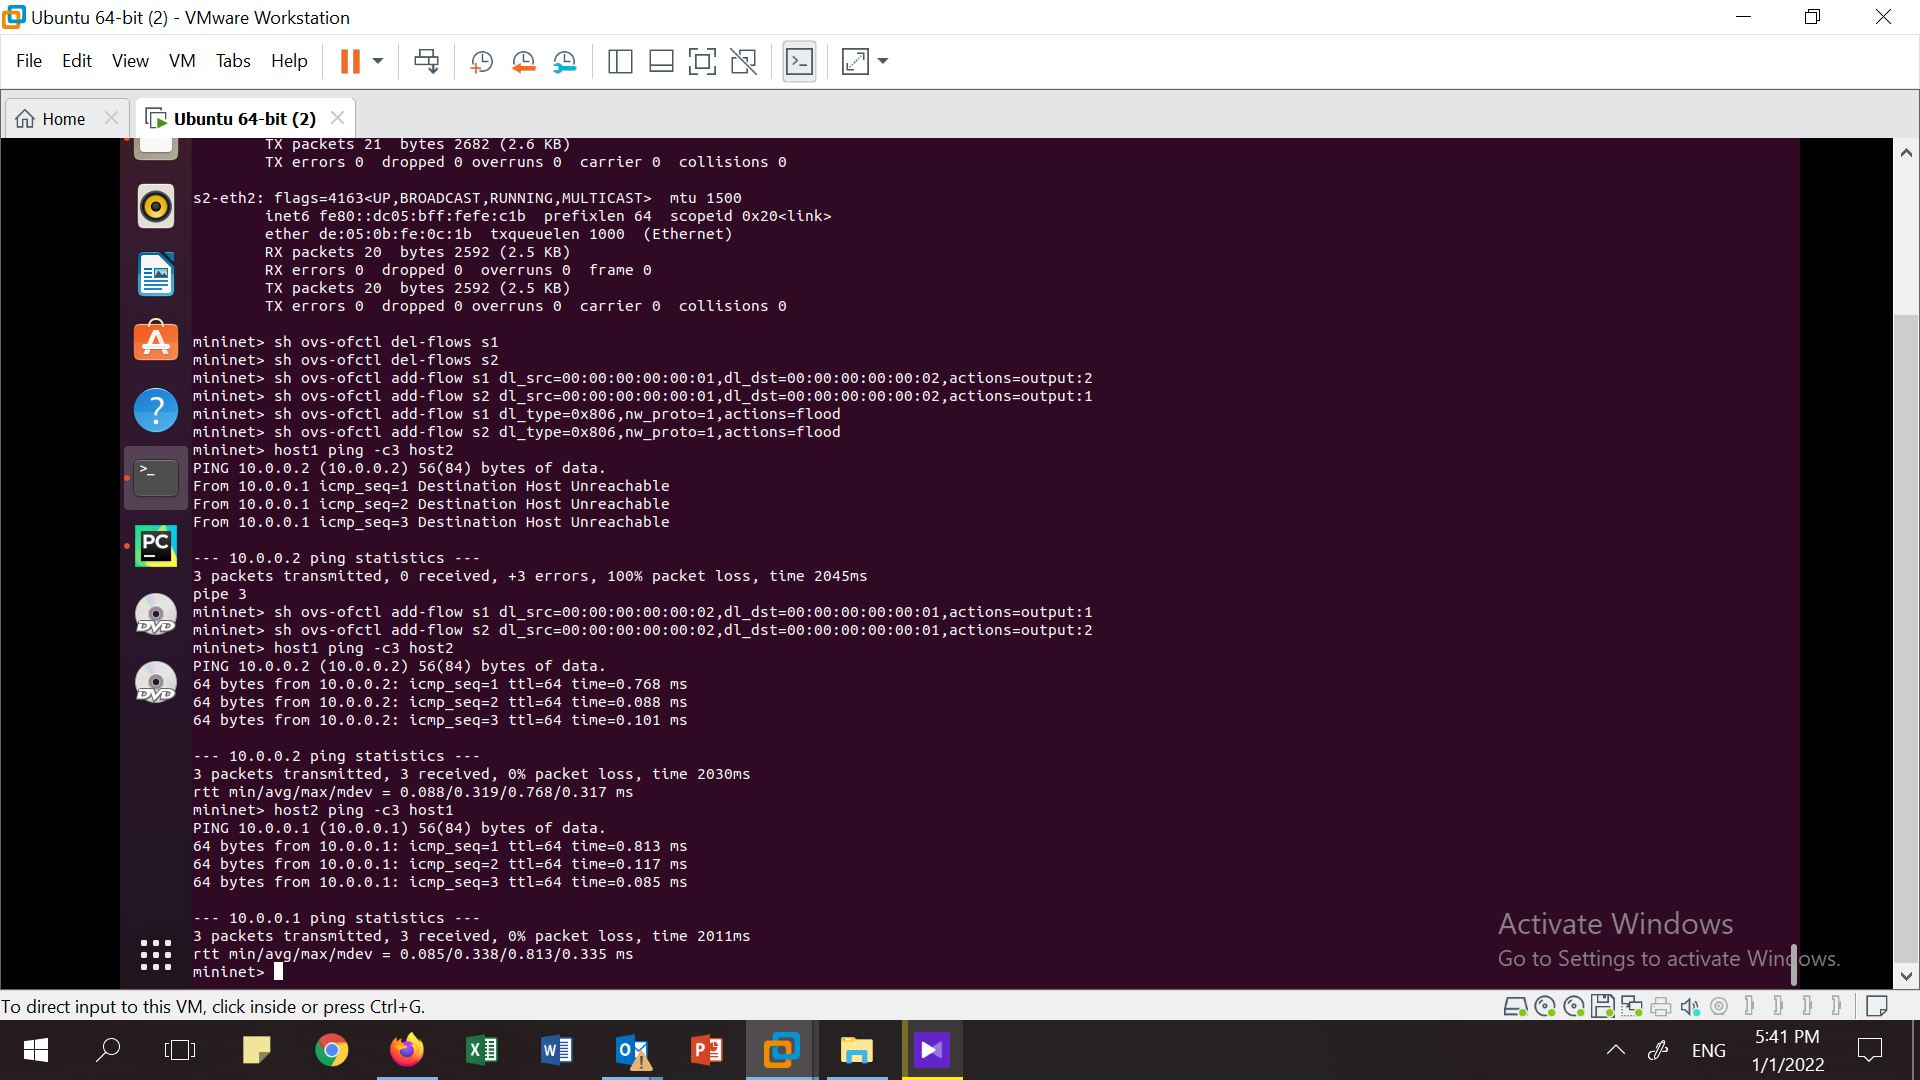 Ubuntu 64-bit (2) - VMware Workstation
File Edit View VM Tabs Help
Home
Ubuntu 64-bit (2)
TX packets 21  bytes 2682 (2.6 KB)
TX errors 0  dropped 0 overruns 0  carrier 0  collisions 0
s2-eth2: flags=4163<UP,BROADCAST,RUNNING,MULTICAST>  mtu 1500
inet6 fe80::dc05:bff:fefe:c1b  prefixlen 64  scopeid 0x20<link>
ether de:05:0b:fe:0c:1b  txqueuelen 1000  (Ethernet)
RX packets 20  bytes 2592 (2.5 KB)
RX errors 0  dropped 0  overruns 0  frame 0
TX packets 20  bytes 2592 (2.5 KB)
TX errors 0  dropped 0 overruns 0  carrier 0  collisions 0
mininet> sh ovs-ofctl del-flows s1
mininet> sh ovs-ofctl del-flows s2
mininet> sh ovs-ofctl add-flow s1 dl_src=00:00:00:00:00:01,dl_dst=00:00:00:00:00:02,actions=output:2
mininet> sh ovs-ofctl add-flow s2 dl_src=00:00:00:00:00:01,dl_dst=00:00:00:00:00:02,actions=output:1
mininet> sh ovs-ofctl add-flow s1 dl_type=0x806,nw_proto=1,actions=flood
mininet> sh ovs-ofctl add-flow s2 dl_type=0x806,nw_proto=1,actions=flood
mininet> host1 ping -c3 host2
PING 10.0.0.2 (10.0.0.2) 56(84) bytes of data.
From 10.0.0.1 icmp_seq=1 Destination Host Unreachable
From 10.0.0.1 icmp_seq=2 Destination Host Unreachable
From 10.0.0.1 icmp_seq=3 Destination Host Unreachable
--- 10.0.0.2 ping statistics ---
3 packets transmitted, 0 received, +3 errors, 100% packet loss, time 2045ms
pipe 3
mininet> sh ovs-ofctl add-flow s1 dl_src=00:00:00:00:00:02,dl_dst=00:00:00:00:00:01,actions=output:1
mininet> sh ovs-ofctl add-flow s2 dl_src=00:00:00:00:00:02,dl_dst=00:00:00:00:00:01,actions=output:2
mininet> host1 ping -c3 host2
PING 10.0.0.2 (10.0.0.2) 56(84) bytes of data.
64 bytes from 10.0.0.2: icmp_seq=1 ttl=64 time=0.768 ms
64 bytes from 10.0.0.2: icmp_seq=2 ttl=64 time=0.088 ms
64 bytes from 10.0.0.2: icmp_seq=3 ttl=64 time=0.101 ms
--- 10.0.0.2 ping statistics ---
3 packets transmitted, 3 received, 0% packet loss, time 2030ms
rtt min/avg/max/mdev = 0.088/0.319/0.768/0.317 ms
mininet> host2 ping -c3 host1
PING 10.0.0.1 (10.0.0.1) 56(84) bytes of data.
64 bytes from 10.0.0.1: icmp_seq=1 ttl=64 time=0.813 ms
64 bytes from 10.0.0.1: icmp_seq=2 ttl=64 time=0.117 ms
64 bytes from 10.0.0.1: icmp_seq=3 ttl=64 time=0.085 ms
--- 10.0.0.1 ping statistics ---
3 packets transmitted, 3 received, 0% packet loss, time 2011ms
rtt min/avg/max/mdev = 0.085/0.338/0.813/0.335 ms
mininet>
Activate Windows
Go to Settings to activate Windows.
To direct input to this VM, click inside or press Ctrl+G.
ENG
5:41 PM
1/1/2022